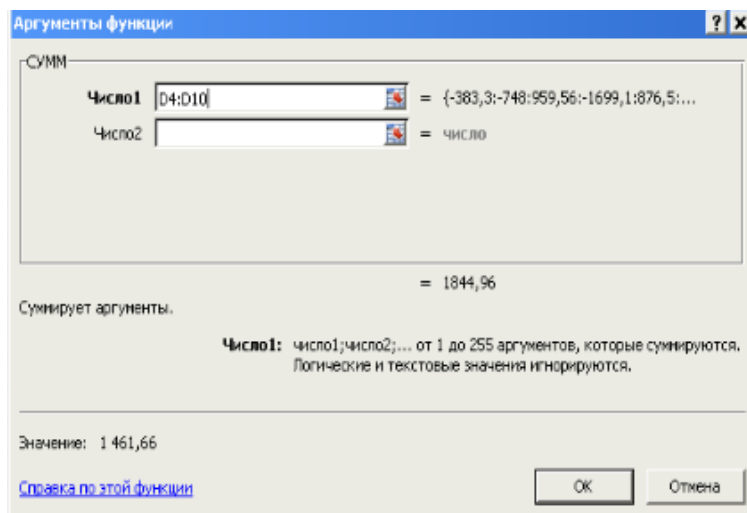 Аргументы функции
СУММ
Число1 D4:D10 = {-383,3:-748:959,56:-1699,1:876,5:...
Число2 = число
= 1844,96
Суммирует аргументы.
Число1: число1;число2;... от 1 до 255 аргументов, которые суммируются.
Логические и текстовые значения игнорируются.
Значение: 1 461,66
Справка по этой функции
OK
Отмена